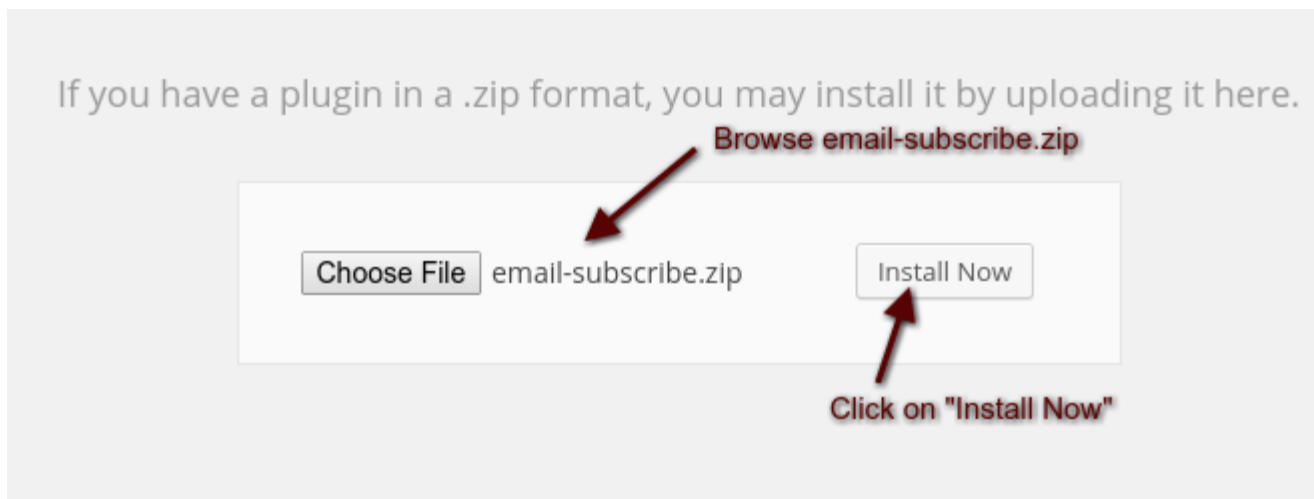 If you have a plugin in a .zip format, you may install it by uploading it here.
Browse email-subscribe.zip
Choose File email-subscribe.zip Install Now
Click on "Install Now"